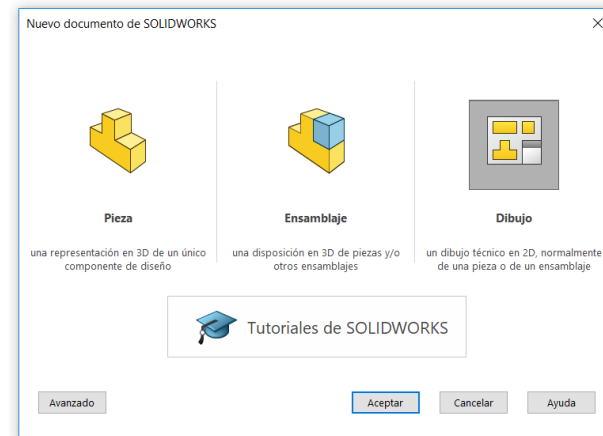 Nuevo documento de SOLIDWORKS
Pieza
una representación en 3D de un único
componente de diseño
Ensamblaje
una disposición en 3D de piezas y/o
otros ensamblajes
Dibujo
un dibujo técnico en 2D, normalmente
de una pieza o de un ensamblaje
Tutoriales de SOLIDWORKS
Avanzado
Aceptar
Cancelar
Ayuda